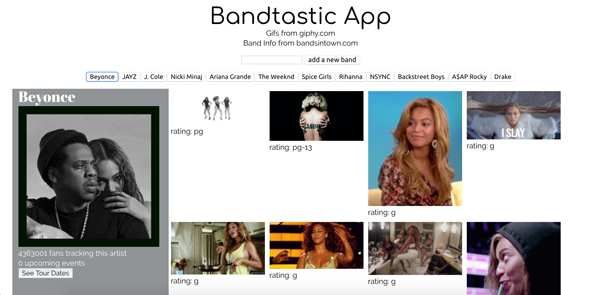 Bandtastic App
Gifs from giphy.com
Band Info from bandsintown.com
add a new band
Beyonce JAYZ J. Cole Nicki Minaj Ariana Grande The Weeknd Spice Girls Rihanna NSYNC Backstreet Boys A$AP Rocky Drake
Beyonce
4363001 fans tracking this artist
0 upcoming events
See Tour Dates
rating: pg
rating: pg-13
rating: g
I SLAY
rating: g
rating: g
rating: g
rating: g